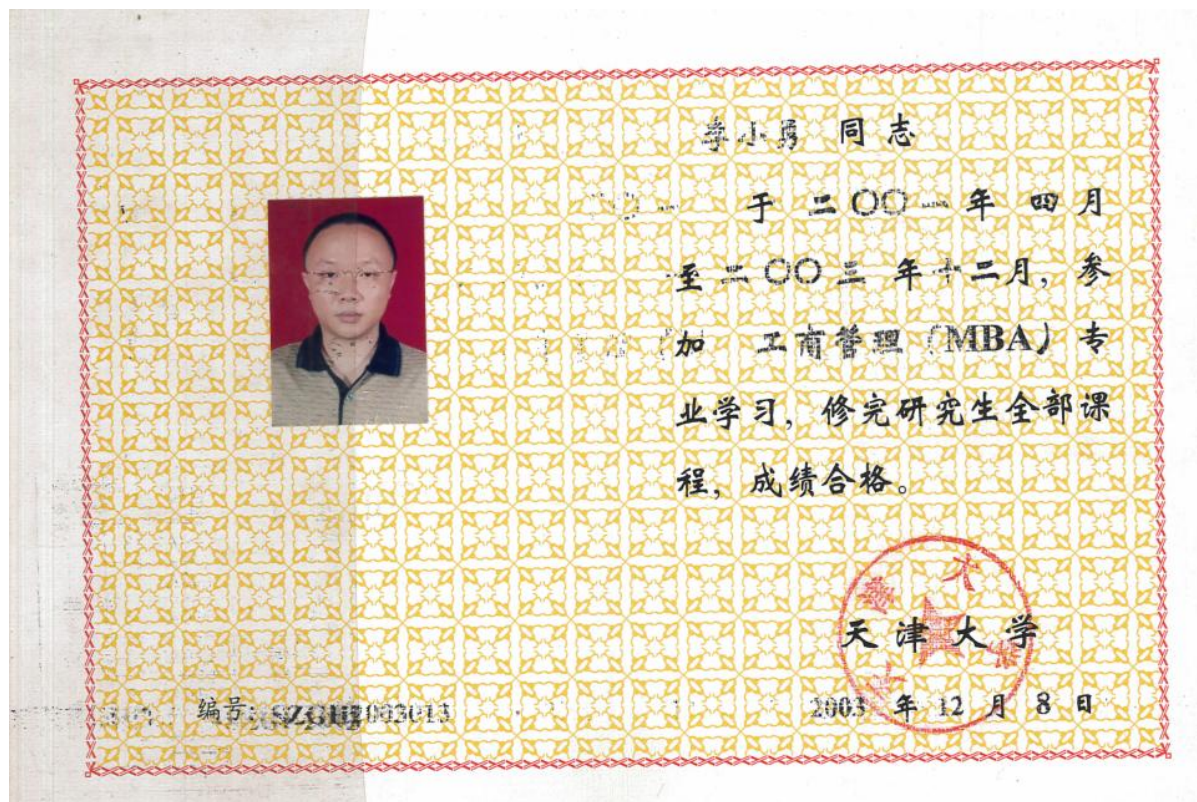 李小勇 同志
于 二〇〇一 年 四 月
至 二〇〇三 年 十二月，参
加 工商管理（MBA）专
业学习，修完研究生全部课
程，成绩合格。
天津大学
2003 年 12 月 8 日
编号: